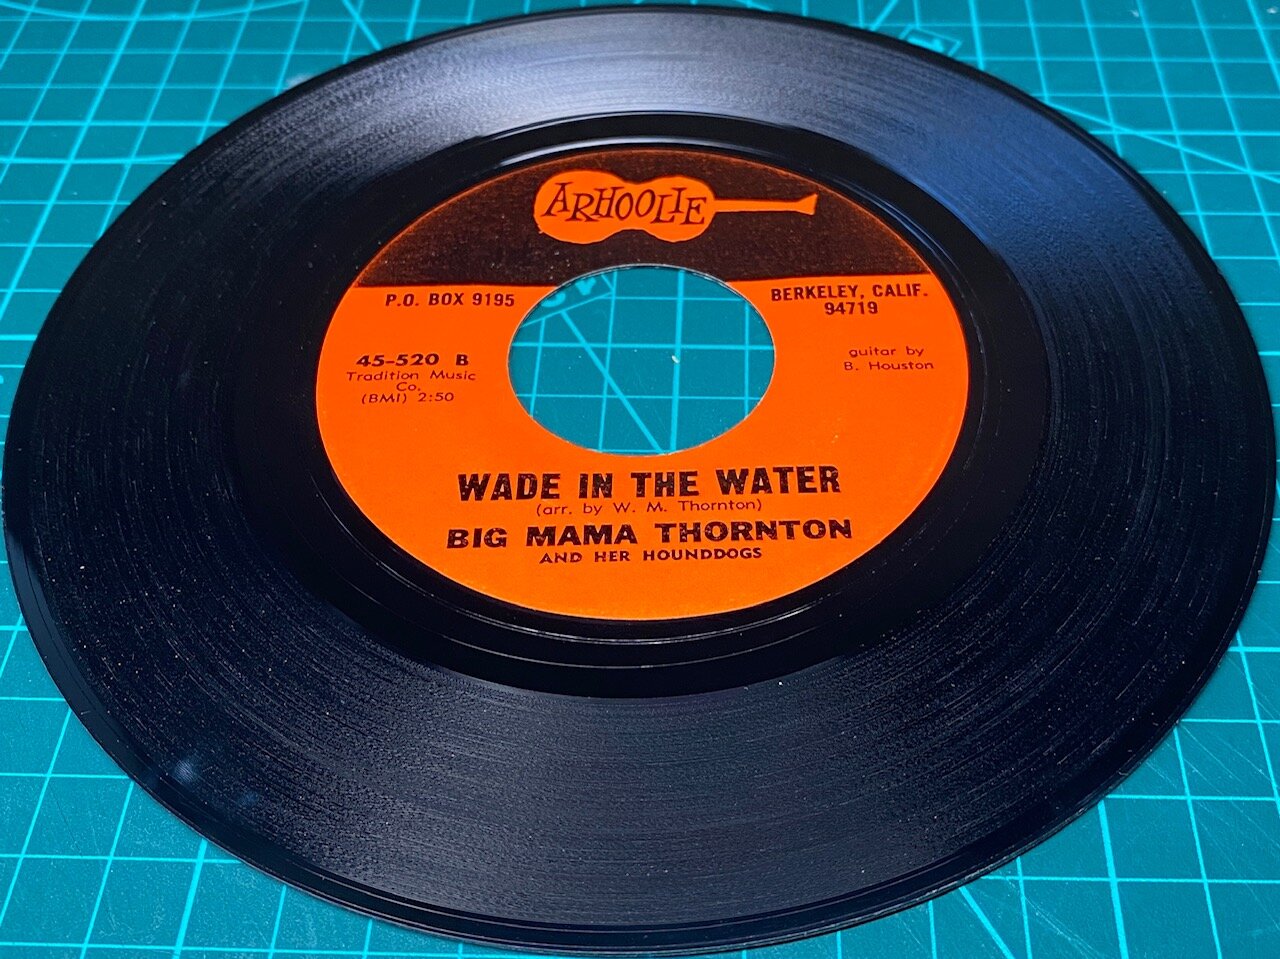 ARHOOLIE
P.O. BOX 9195
BERKELEY, CALIF.
94719
45-520 B
Tradition Music
Co.
(BMI) 2:50
guitar by
B. Houston
WADE IN THE WATER
(arr. by W. M. Thornton)
BIG MAMA THORNTON
AND HER HOUNDDOGS